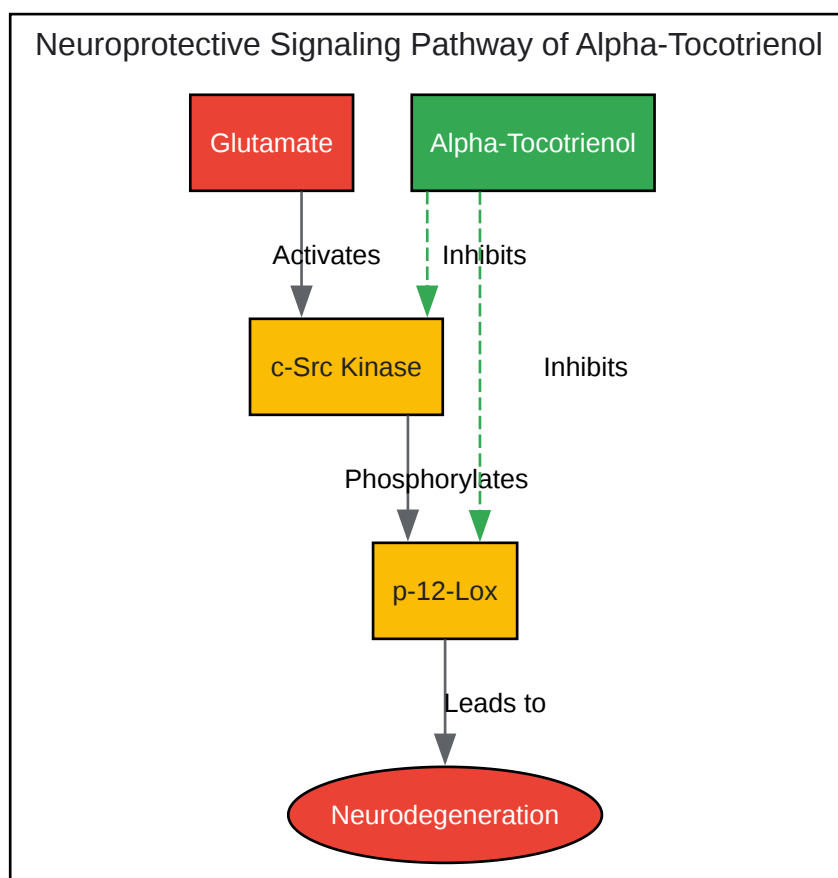 Neuroprotective Signaling Pathway of Alpha-Tocotrienol
Glutamate
Alpha-Tocotrienol
Activates
Inhibits
c-Src Kinase
Inhibits
Phosphorylates
p-12-Lox
Leads to
Neurodegeneration